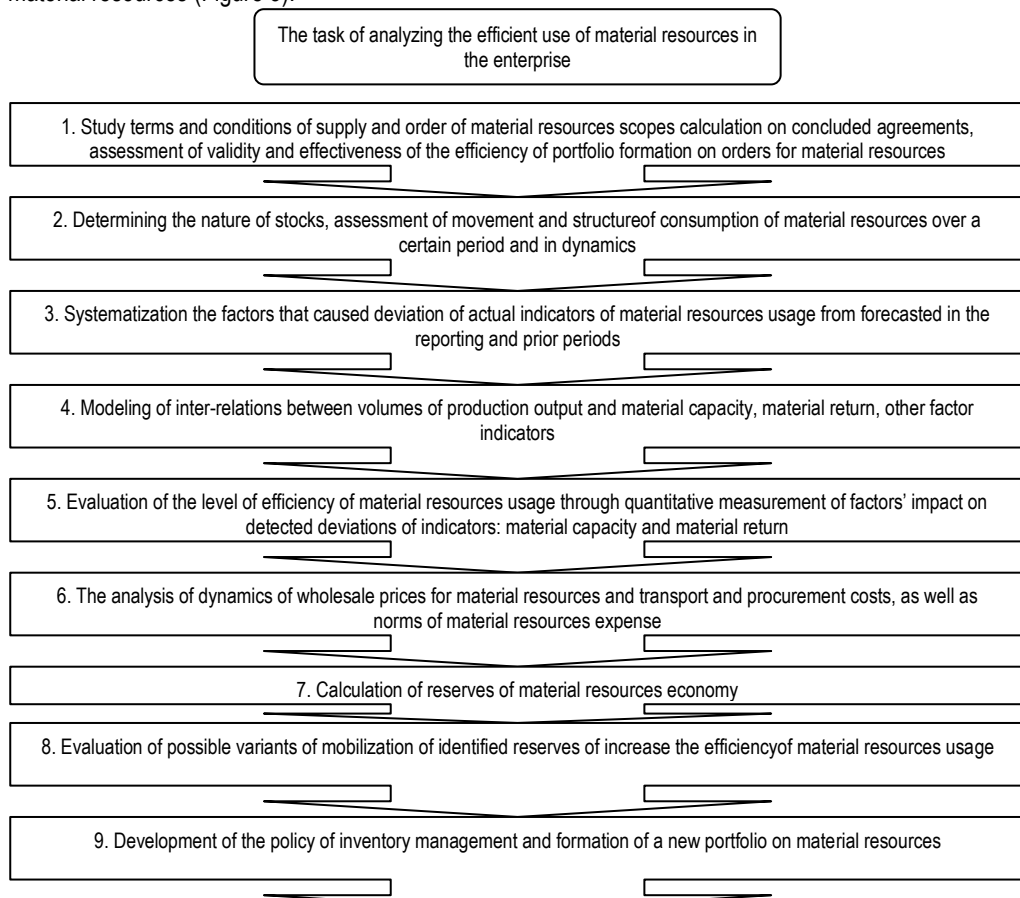 material resources (Figure 3).
The task of analyzing the efficient use of material resources in
the enterprise
1. Study terms and conditions of supply and order of material resources scopes calculation on concluded agreements,
assessment of validity and effectiveness of the efficiency of portfolio formation on orders for material resources
2. Determining the nature of stocks, assessment of movement and structureof consumption of material resources over a
certain period and in dynamics
3. Systematization the factors that caused deviation of actual indicators of material resources usage from forecasted in the
reporting and prior periods
4. Modeling of inter-relations between volumes of production output and material capacity, material return, other factor
indicators
5. Evaluation of the level of efficiency of material resources usage through quantitative measurement of factors’ impact on
detected deviations of indicators: material capacity and material return
6. The analysis of dynamics of wholesale prices for material resources and transport and procurement costs, as well as
norms of material resources expense
7. Calculation of reserves of material resources economy
8. Evaluation of possible variants of mobilization of identified reserves of increase the efficiencyof material resources usage
9. Development of the policy of inventory management and formation of a new portfolio on material resources